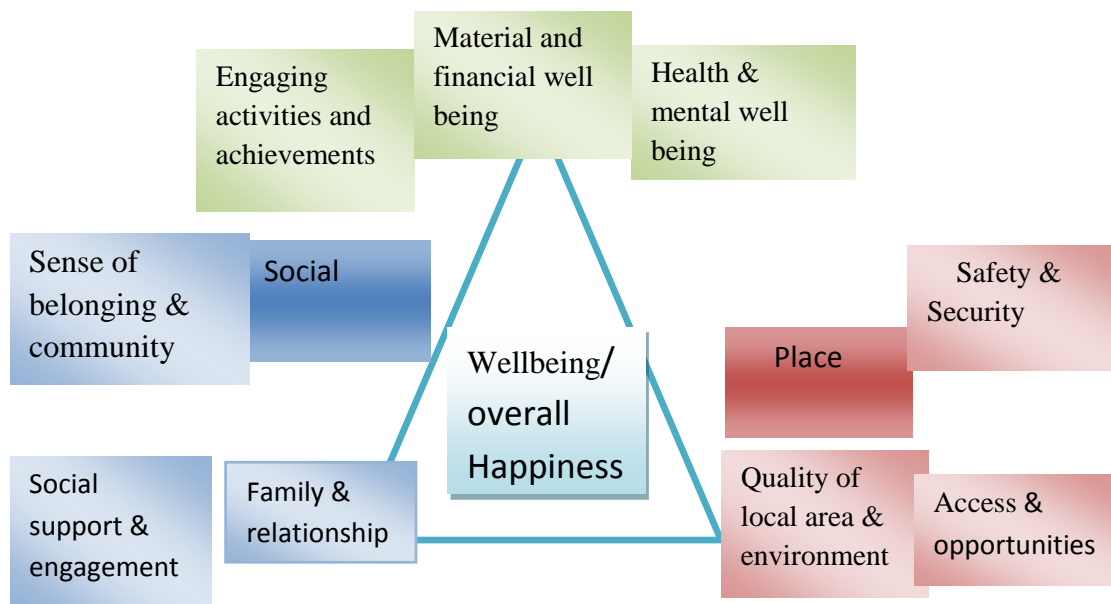 Engaging
activities and
achievements
Material and
financial well
being
Health &
mental well
being
Sense of
belonging &
community
Social
Wellbeing/
overall
Happiness
Place
Safety &
Security
Social
support &
engagement
Family &
relationship
Quality of
local area &
environment
Access &
opportunities